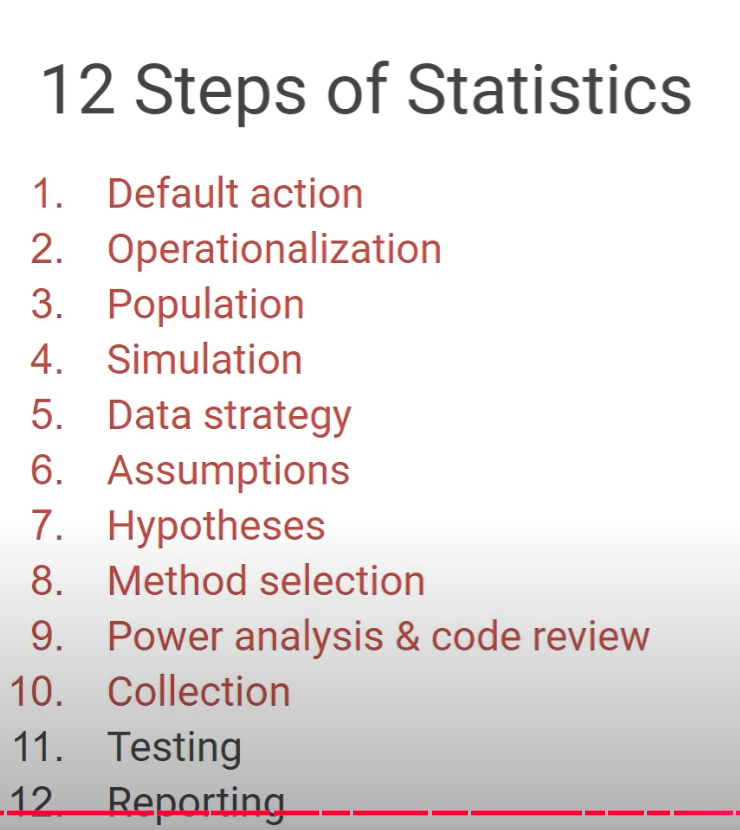 12 Steps of Statistics
1. Default action
2. Operationalization
3. Population
4. Simulation
5. Data strategy
6. Assumptions
7. Hypotheses
8. Method selection
9. Power analysis & code review
10. Collection
11. Testing
12. Reporting